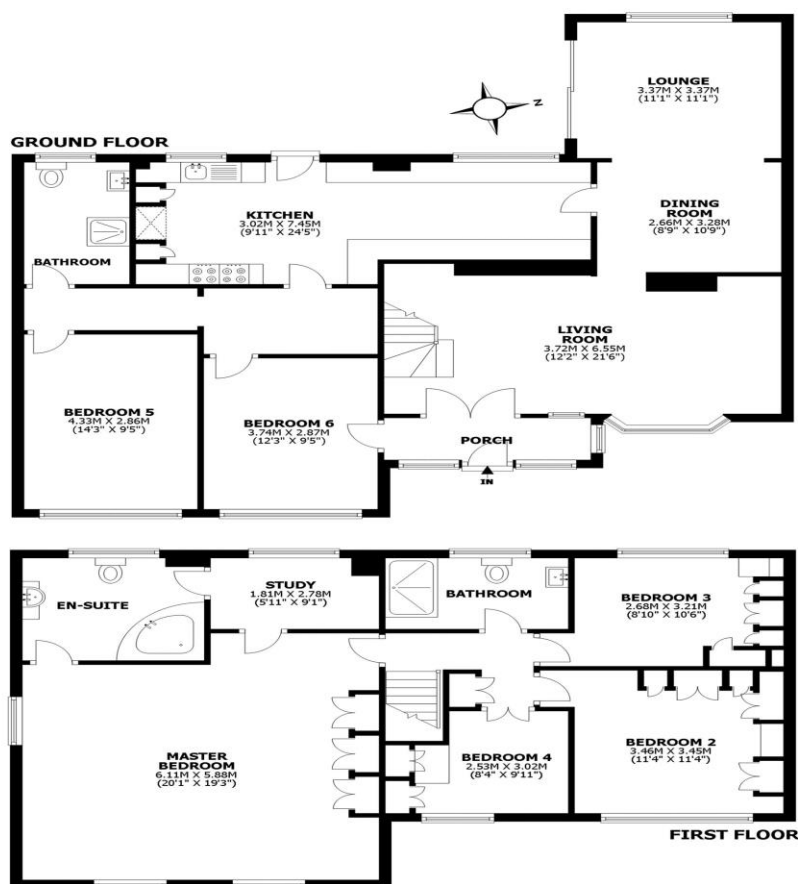 GROUND FLOOR
LOUNGE
3.37M X 3.37M
(11'1" X 11'1")
Z
KITCHEN
3.02M X 7.45M
(9'11" X 24'5")
DINING
ROOM
2.66M X 3.28M
(8'9" X 10'9")
BATHROOM
LIVING
ROOM
3.72M X 6.55M
(12'2" X 21'6")
BEDROOM 5
4.33M X 2.86M
(14'3" X 9'5")
BEDROOM 6
3.74M X 2.87M
(12'3" X 9'5")
PORCH
IN
EN-SUITE
STUDY
1.81M X 2.78M
(5'11" X 9'1")
BATHROOM
BEDROOM 3
2.68M X 3.21M
(8'10" X 10'6")
MASTER
BEDROOM
6.11M X 5.88M
(20'1" X 19'3")
BEDROOM 4
2.53M X 3.02M
(8'4" X 9'11")
BEDROOM 2
3.46M X 3.45M
(11'4" X 11'4")
FIRST FLOOR